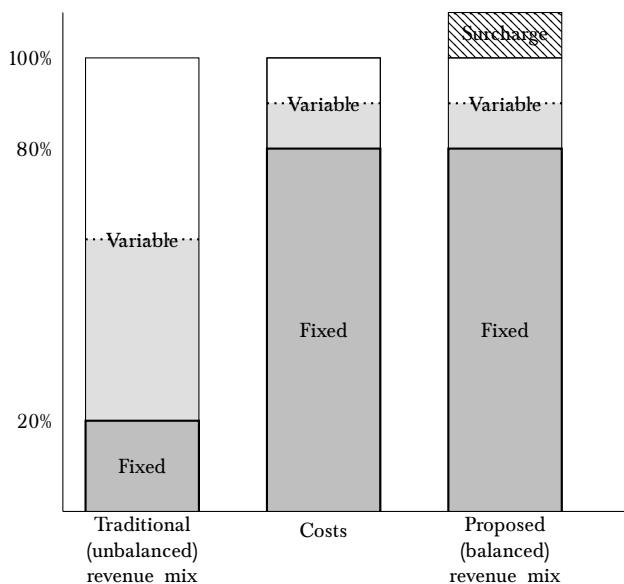 Surcharge
100%
Variable
Variable
80%
Variable
Fixed
Fixed
20%
Fixed
Traditional
(unbalanced)
revenue mix
Costs
Proposed
(balanced)
revenue mix